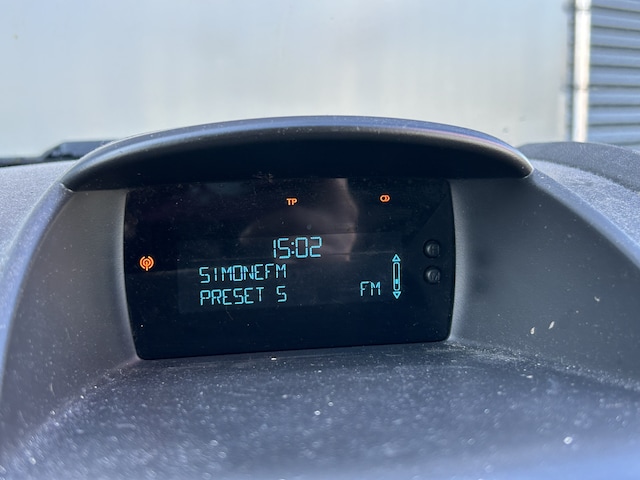 TP
15:02
SIMONEFM
PRESET 5 FM